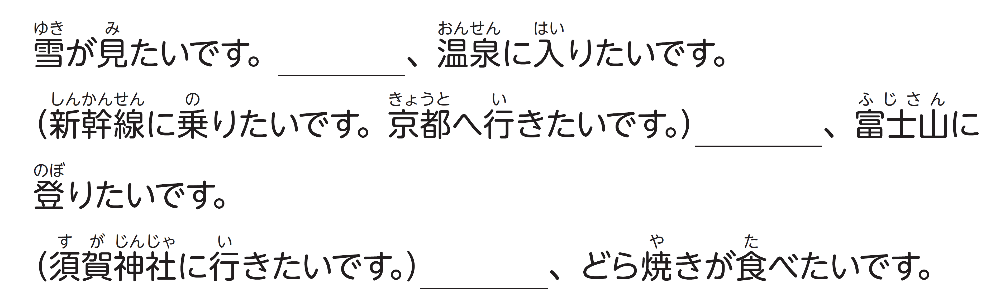 雪が見たいです。＿＿＿＿、温泉に入りたいです。
（新幹線に乗りたいです。京都へ行きたいです。）＿＿＿＿、富士山に
登りたいです。
（須賀神社に行きたいです。）＿＿＿＿、どら焼きが食べたいです。